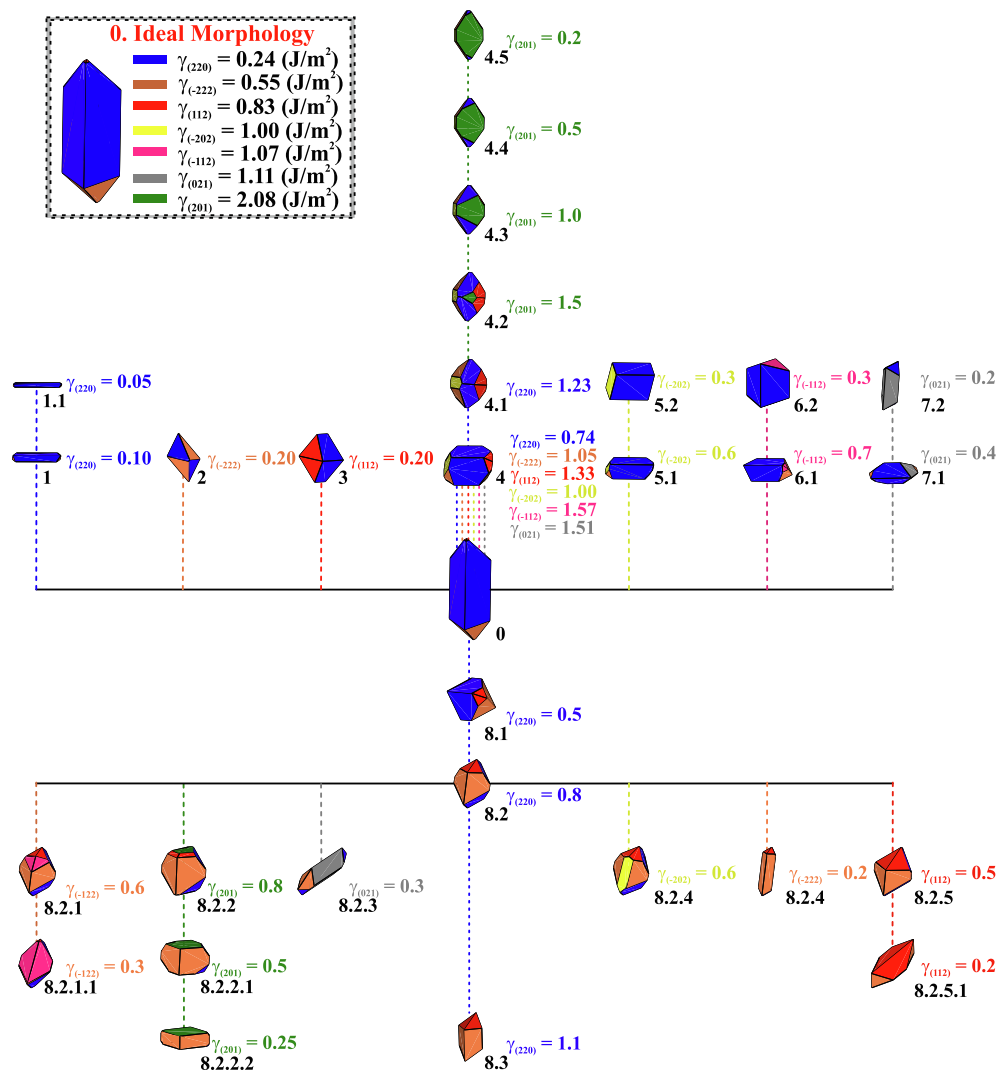 0. Ideal Morphology
γ(220) = 0.24 (J/m²)
γ(-222) = 0.55 (J/m²)
γ(112) = 0.83 (J/m²)
γ(-202) = 1.00 (J/m²)
γ(-112) = 1.07 (J/m²)
γ(021) = 1.11 (J/m²)
γ(201) = 2.08 (J/m²)
γ(201) = 0.2
4.5
γ(201) = 0.5
4.4
γ(201) = 1.0
4.3
γ(201) = 1.5
4.2
γ(220) = 0.05
1.1
γ(220) = 1.23
4.1
γ(-202) = 0.3
5.2
γ(-112) = 0.3
6.2
γ(021) = 0.2
7.2
γ(220) = 0.10
1
γ(-222) = 0.20
2
γ(112) = 0.20
3
γ(220) = 0.74
γ(-222) = 1.05
γ(112) = 1.33
γ(-202) = 1.00
γ(-112) = 1.57
γ(021) = 1.51
4
γ(-202) = 0.6
5.1
γ(-112) = 0.7
6.1
γ(021) = 0.4
7.1
0
γ(220) = 0.5
8.1
γ(220) = 0.8
8.2
γ(-122) = 0.6
8.2.1
γ(201) = 0.8
8.2.2
γ(021) = 0.3
8.2.3
γ(-202) = 0.6
8.2.4
γ(-222) = 0.2
8.2.4
γ(112) = 0.5
8.2.5
γ(-122) = 0.3
8.2.1.1
γ(201) = 0.5
8.2.2.1
γ(112) = 0.2
8.2.5.1
γ(201) = 0.25
8.2.2.2
γ(220) = 1.1
8.3